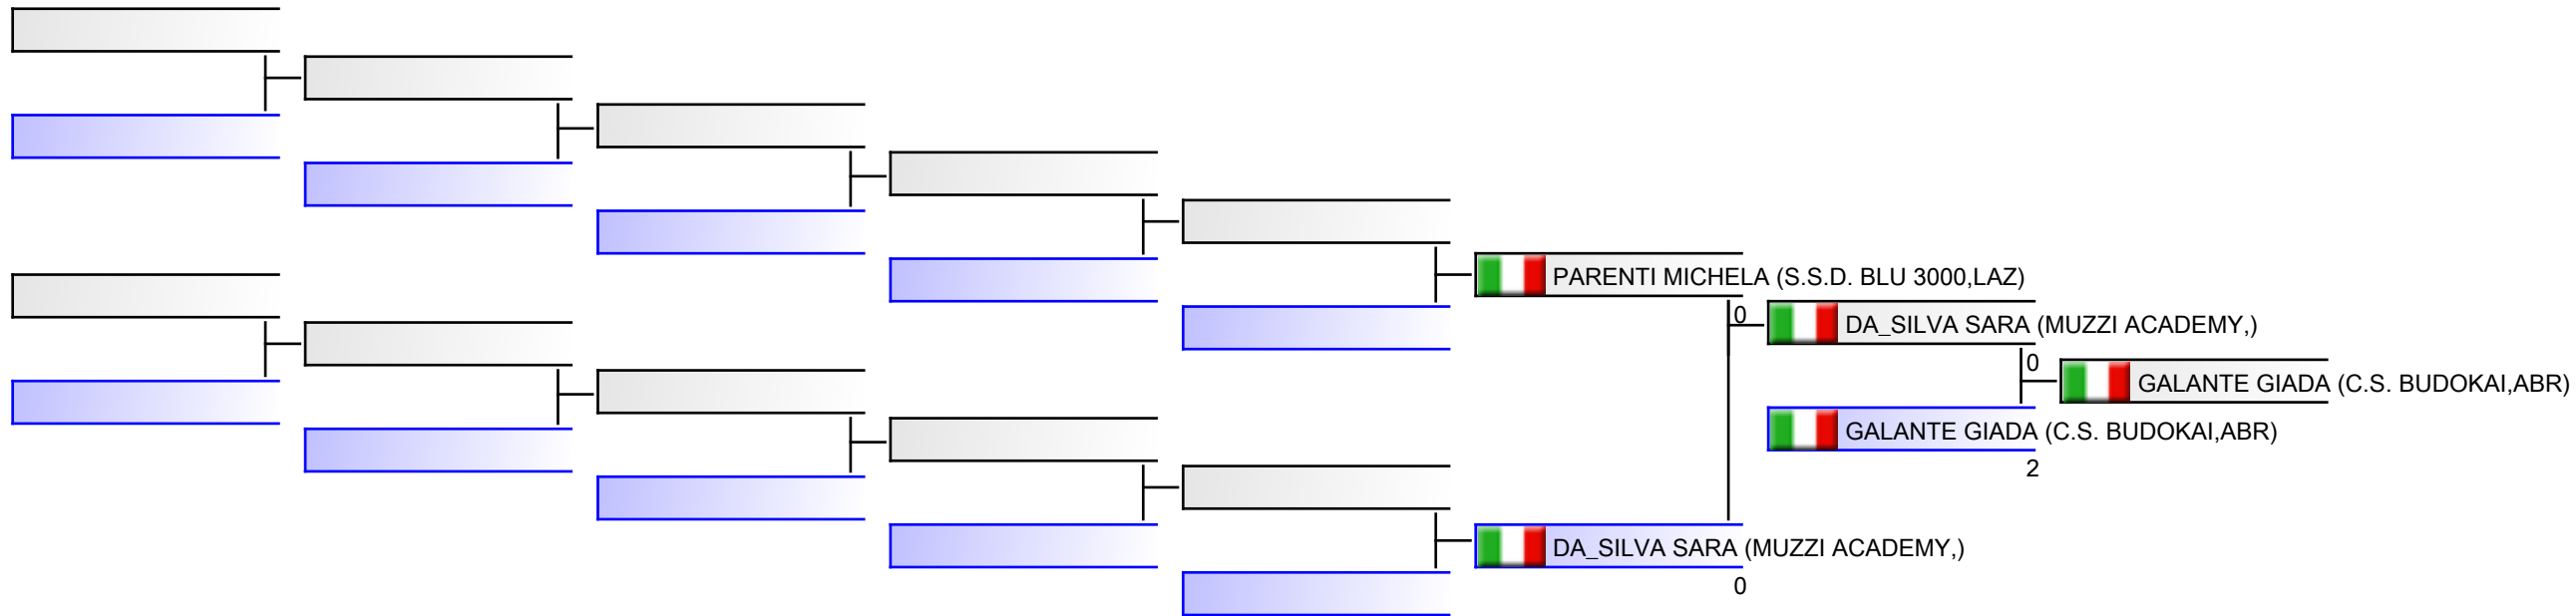 PARENTI MICHELA (S.S.D. BLU 3000,LAZ)
0
DA_SILVA SARA (MUZZI ACADEMY,)
0
GALANTE GIADA (C.S. BUDOKAI,ABR)
GALANTE GIADA (C.S. BUDOKAI,ABR)
2
DA_SILVA SARA (MUZZI ACADEMY,)
0